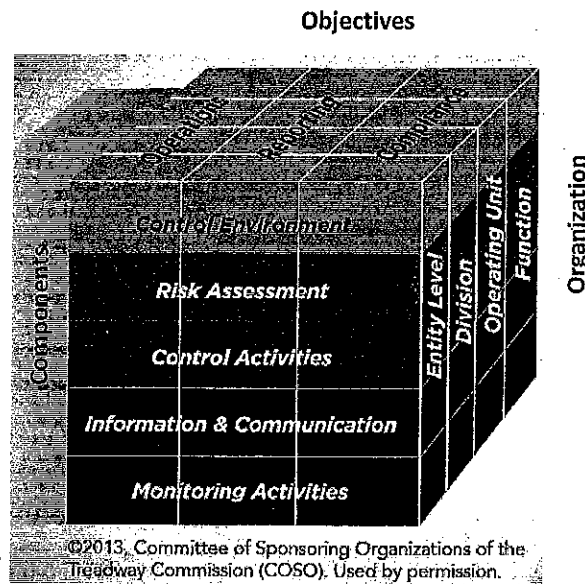 Objectives
Operations
Reporting
Compliance
Control Environment
Risk Assessment
Control Activities
Information & Communication
Monitoring Activities
Components
Entity Level
Division
Operating Unit
Function
Organization
©2013, Committee of Sponsoring Organizations of the
Treadway Commission (COSO). Used by permission.